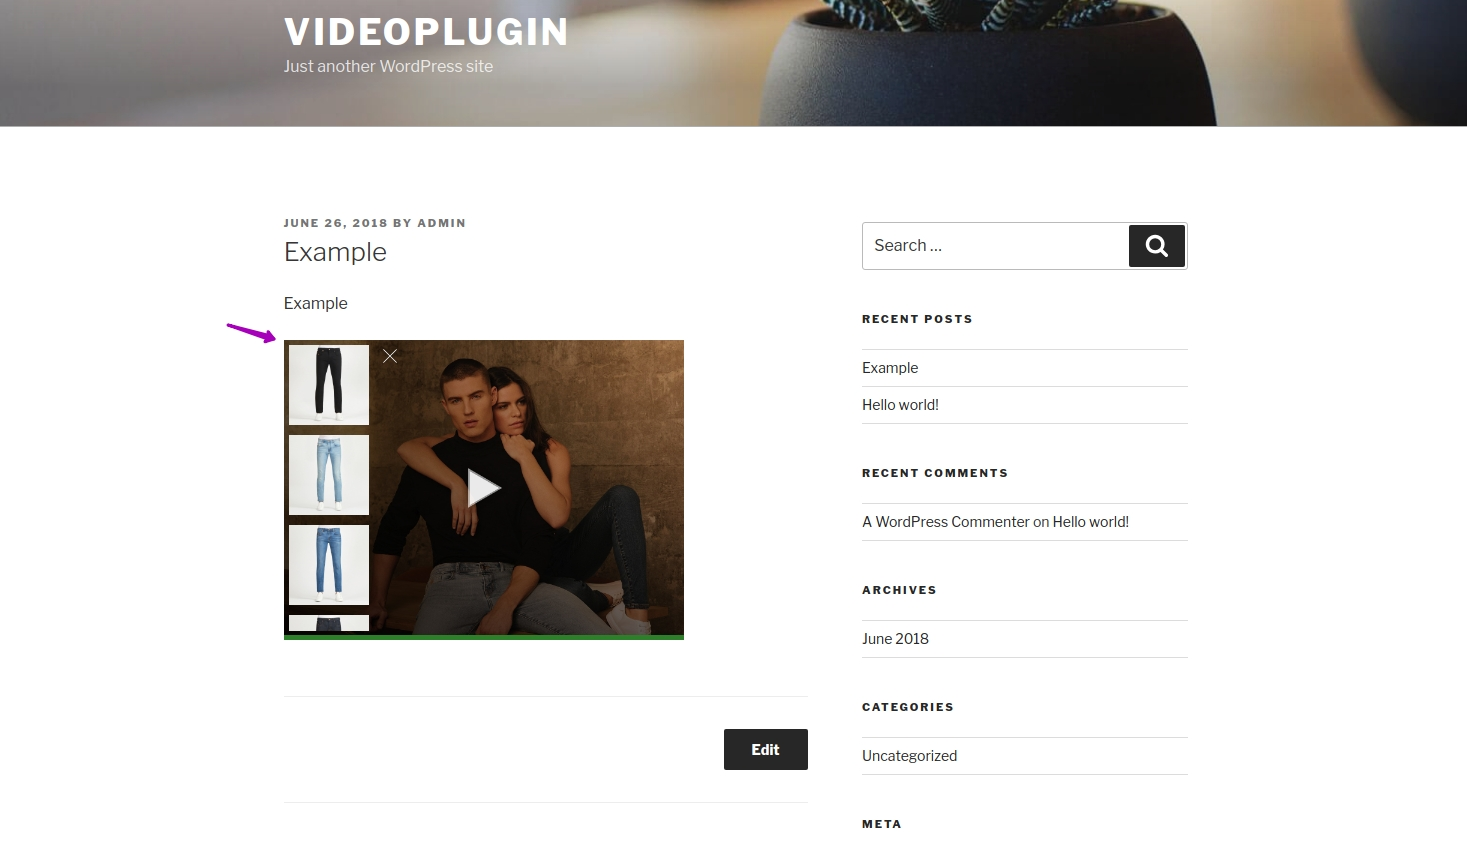 VIDEOPLUGIN
Just another WordPress site
JUNE 26, 2018 BY ADMIN
Example
Example
Edit
Search …
RECENT POSTS
Example
Hello world!
RECENT COMMENTS
A WordPress Commenter on Hello world!
ARCHIVES
June 2018
CATEGORIES
Uncategorized
META